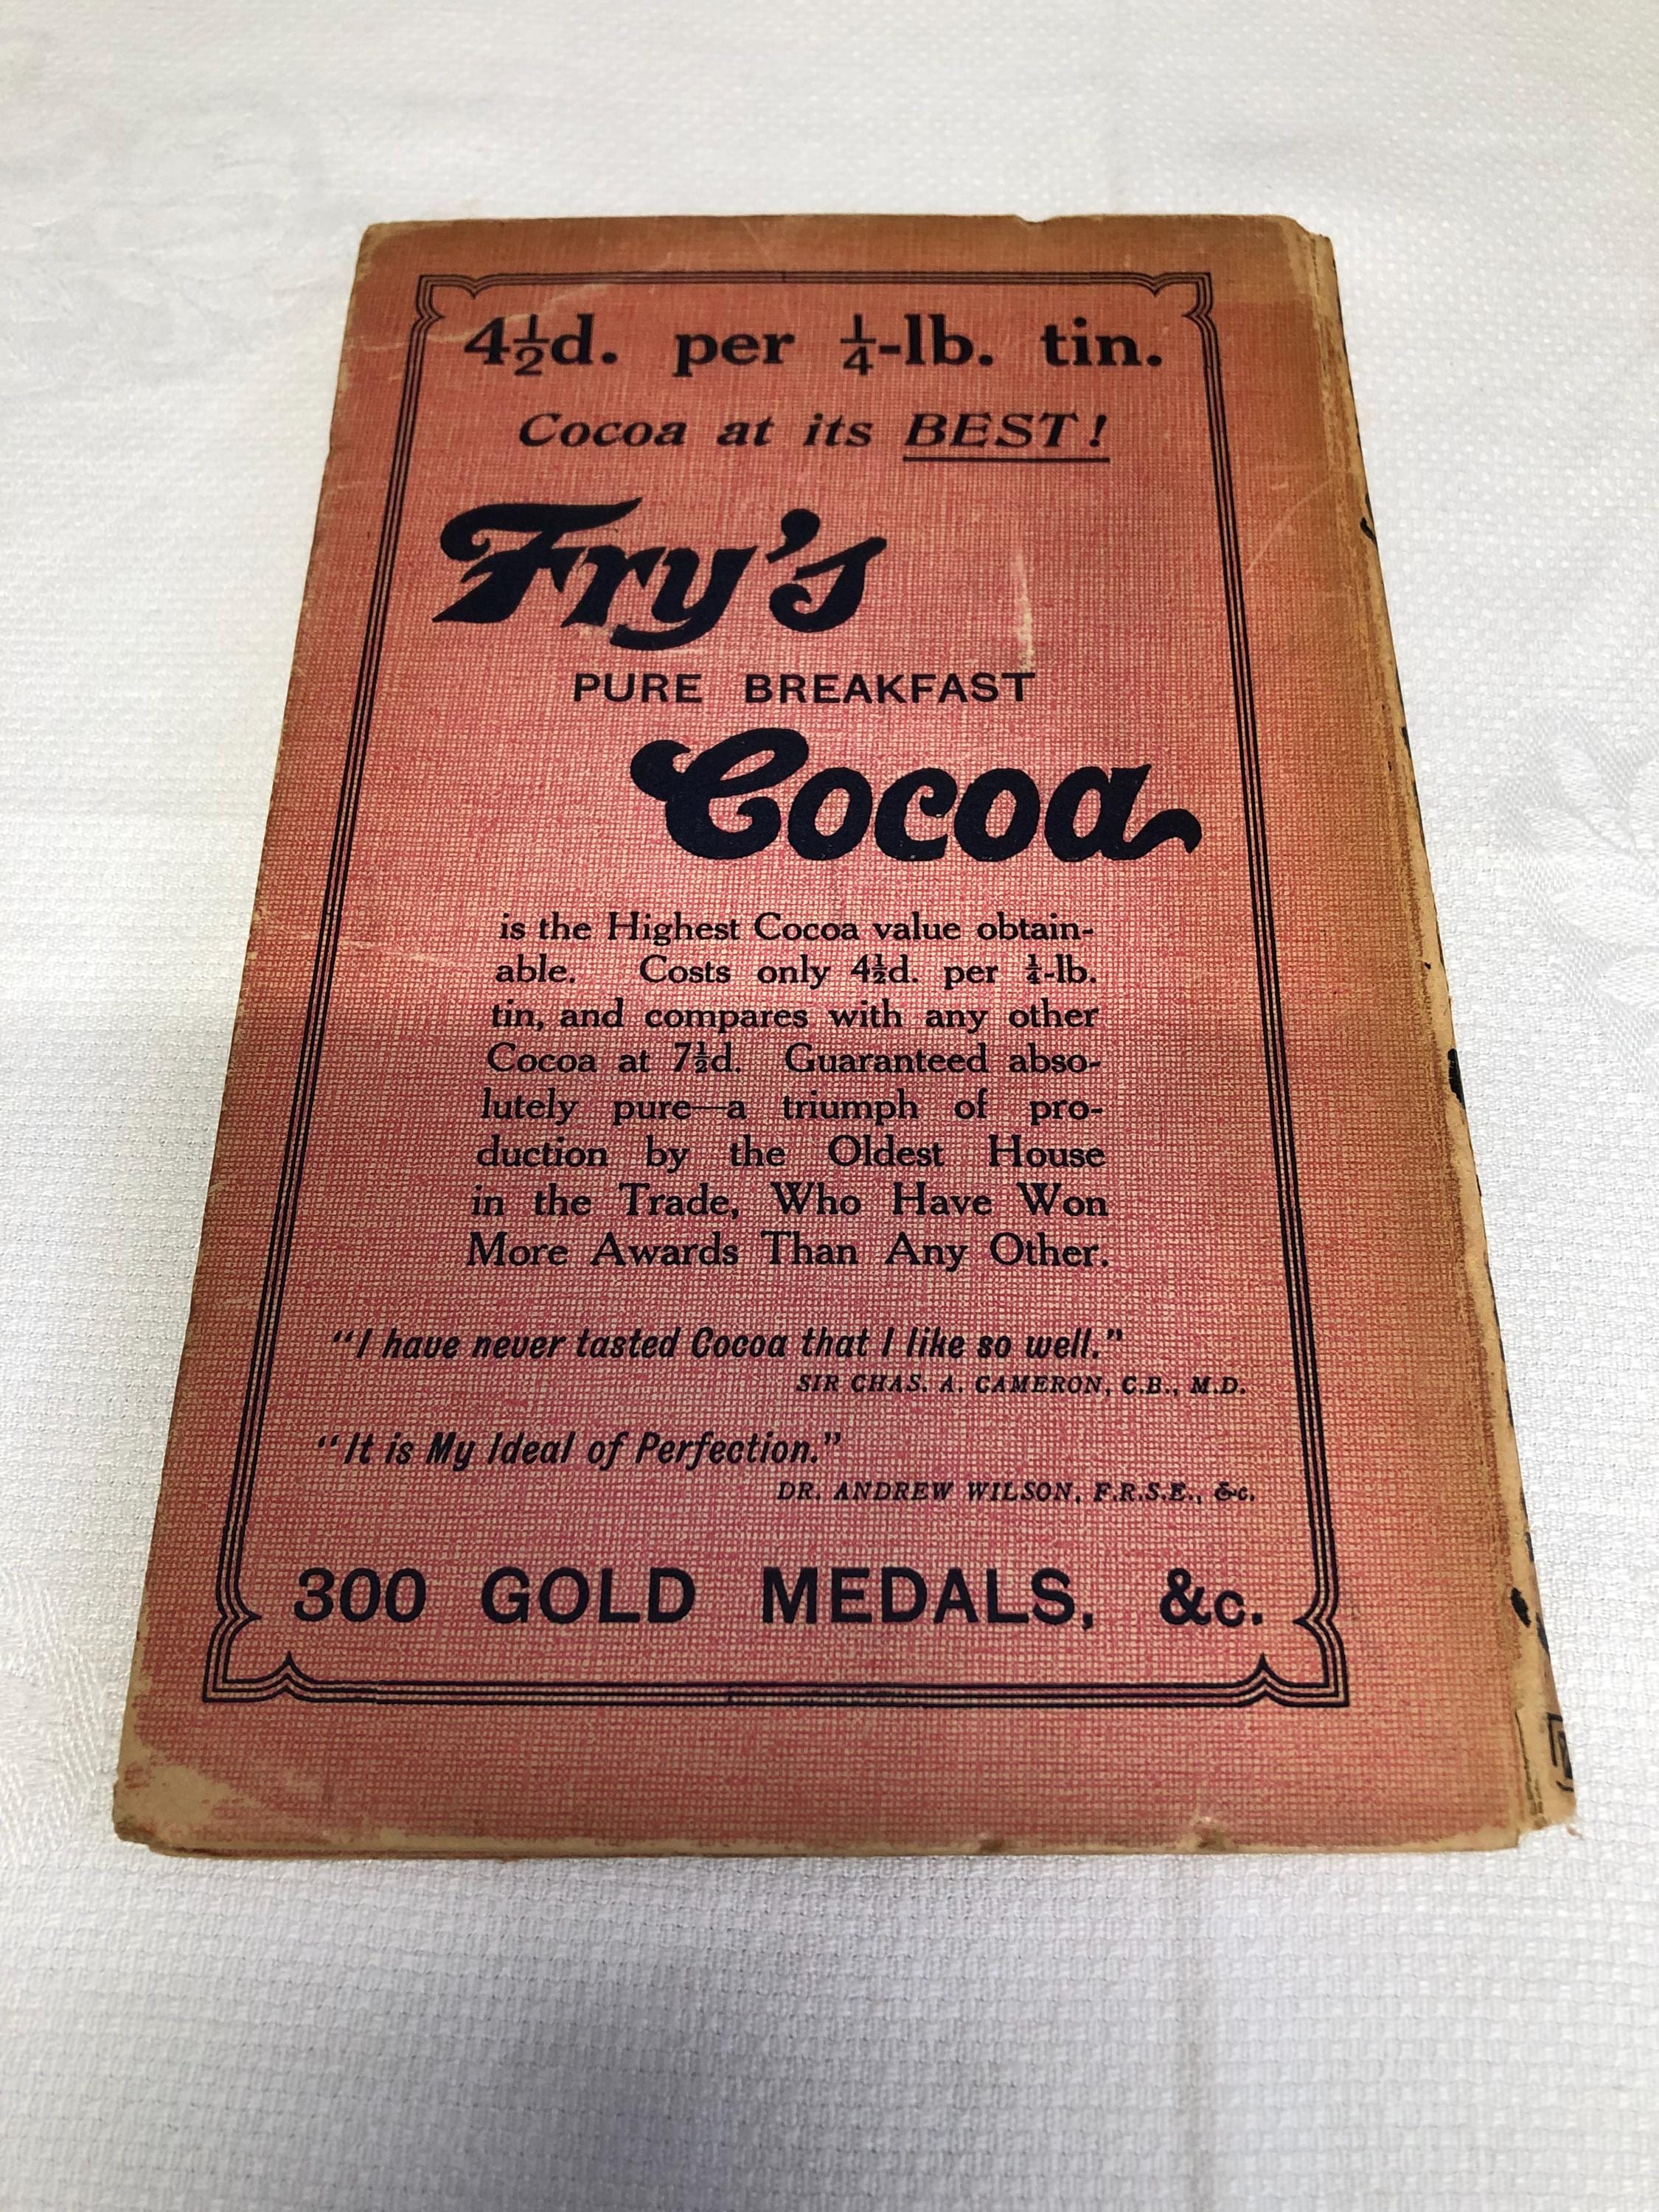 4½d. per ¼-lb. tin.
Cocoa at its BEST!
Fry's
PURE BREAKFAST
Cocoa
is the Highest Cocoa value obtain-
able. Costs only 4½d. per ¼-lb.
tin, and compares with any other
Cocoa at 7½d. Guaranteed abso-
lutely pure—a triumph of pro-
duction by the Oldest House
in the Trade, Who Have Won
More Awards Than Any Other.
"I have never tasted Cocoa that I like so well."
SIR CHAS. A. CAMERON, C.B., M.D.
"It is My Ideal of Perfection."
DR. ANDREW WILSON, F.R.S.E., &c.
300 GOLD MEDALS, &c.